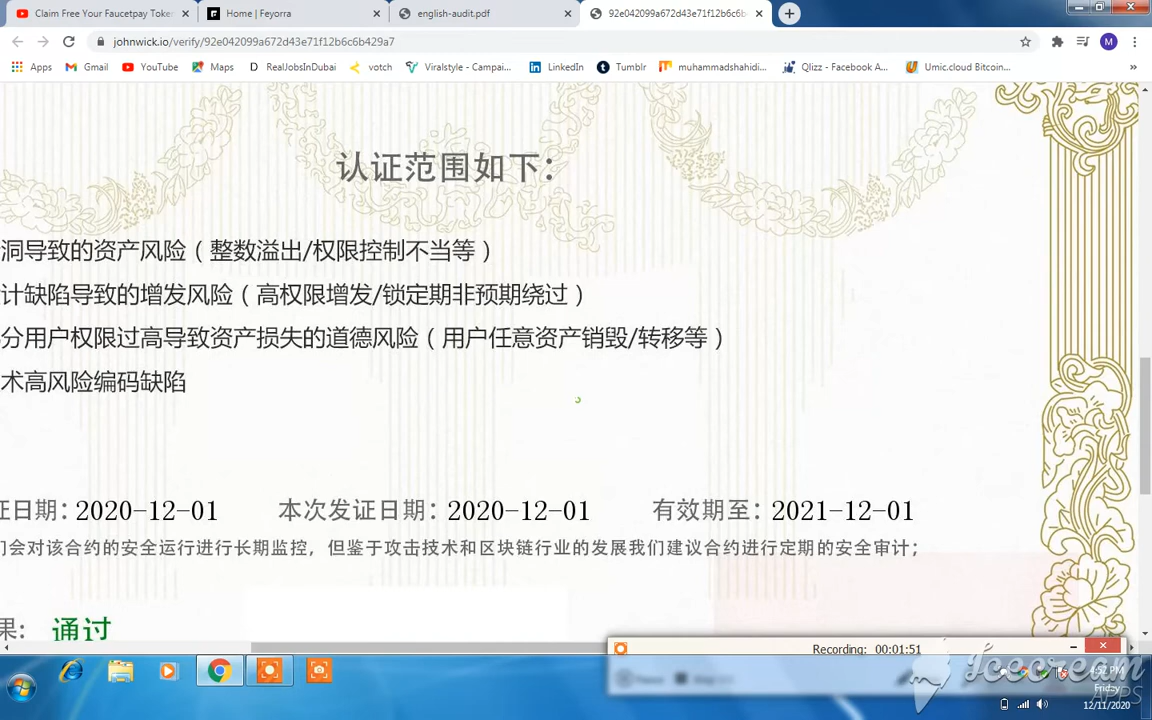 Claim Free Your Faucetpay Toke
Home | Feyorra
english-audit.pdf
92e042099a672d43e71f12b6c6b
johnwick.io/verify/92e042099a672d43e71f12b6c6b429a7
M
Apps
Gmail
YouTube
Maps
RealJobsInDubai
votch
Viralstyle - Campai...
LinkedIn
Tumblr
muhammadshahidi...
Qlizz - Facebook A...
Umic.cloud Bitcoin...
认证范围如下：
洞导致的资产风险（整数溢出/权限控制不当等）
计缺陷导致的增发风险（高权限增发/锁定期非预期绕过）
分用户权限过高导致资产损失的道德风险（用户任意资产销毁/转移等）
术高风险编码缺陷
证日期：2020-12-01 本次发证日期：2020-12-01 有效期至：2021-12-01
们会对该合约的安全运行进行长期监控，但鉴于攻击技术和区块链行业的发展我们建议合约进行定期的安全审计；
果：通过
Recording: 00:01:51
Icecream
APPS
4:52 PM
Friday
12/11/2020